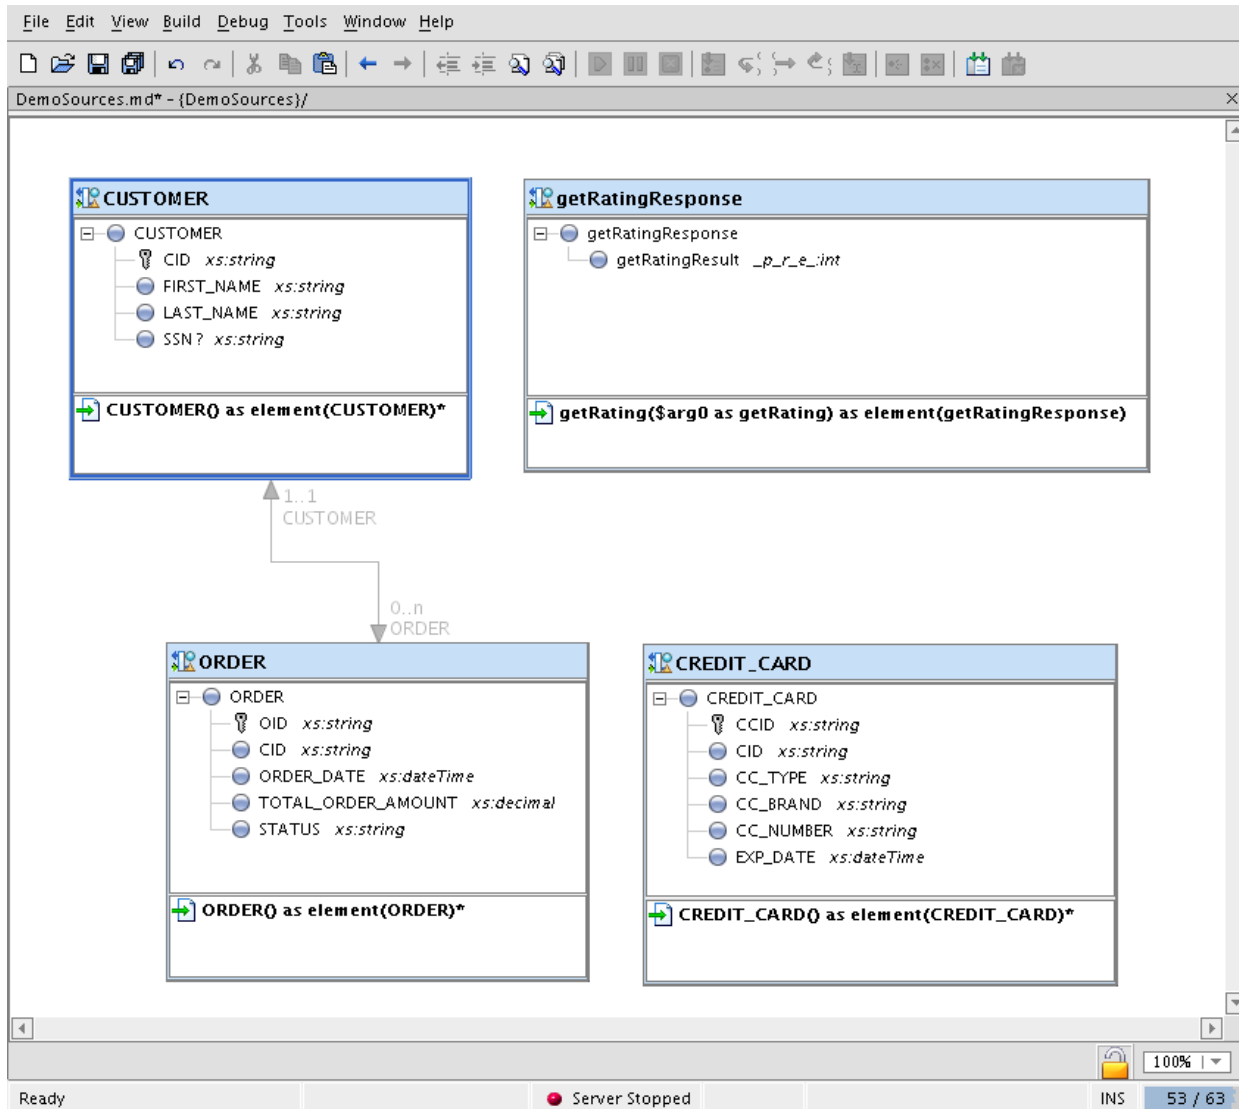 File Edit View Build Debug Tools Window Help
DemoSources.md* - {DemoSources}/
CUSTOMER
CUSTOMER
CID xs:string
FIRST_NAME xs:string
LAST_NAME xs:string
SSN? xs:string
CUSTOMER() as element(CUSTOMER)*
getRatingResponse
getRatingResponse
getRatingResult _p_r_e_:int
getRating($arg0 as getRating) as element(getRatingResponse)
1..1
CUSTOMER
0..n
ORDER
ORDER
ORDER
OID xs:string
CID xs:string
ORDER_DATE xs:dateTime
TOTAL_ORDER_AMOUNT xs:decimal
STATUS xs:string
ORDER() as element(ORDER)*
CREDIT_CARD
CREDIT_CARD
CCID xs:string
CID xs:string
CC_TYPE xs:string
CC_BRAND xs:string
CC_NUMBER xs:string
EXP_DATE xs:dateTime
CREDIT_CARD() as element(CREDIT_CARD)*
100%
Ready Server Stopped INS 53 / 63